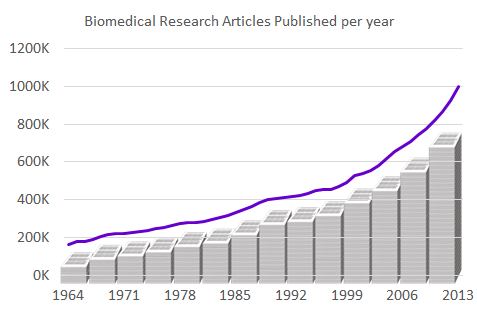 Biomedical Research Articles Published per year
1200K
1000K
800K
600K
400K
200K
0K
1964 1971 1978 1985 1992 1999 2006 2013